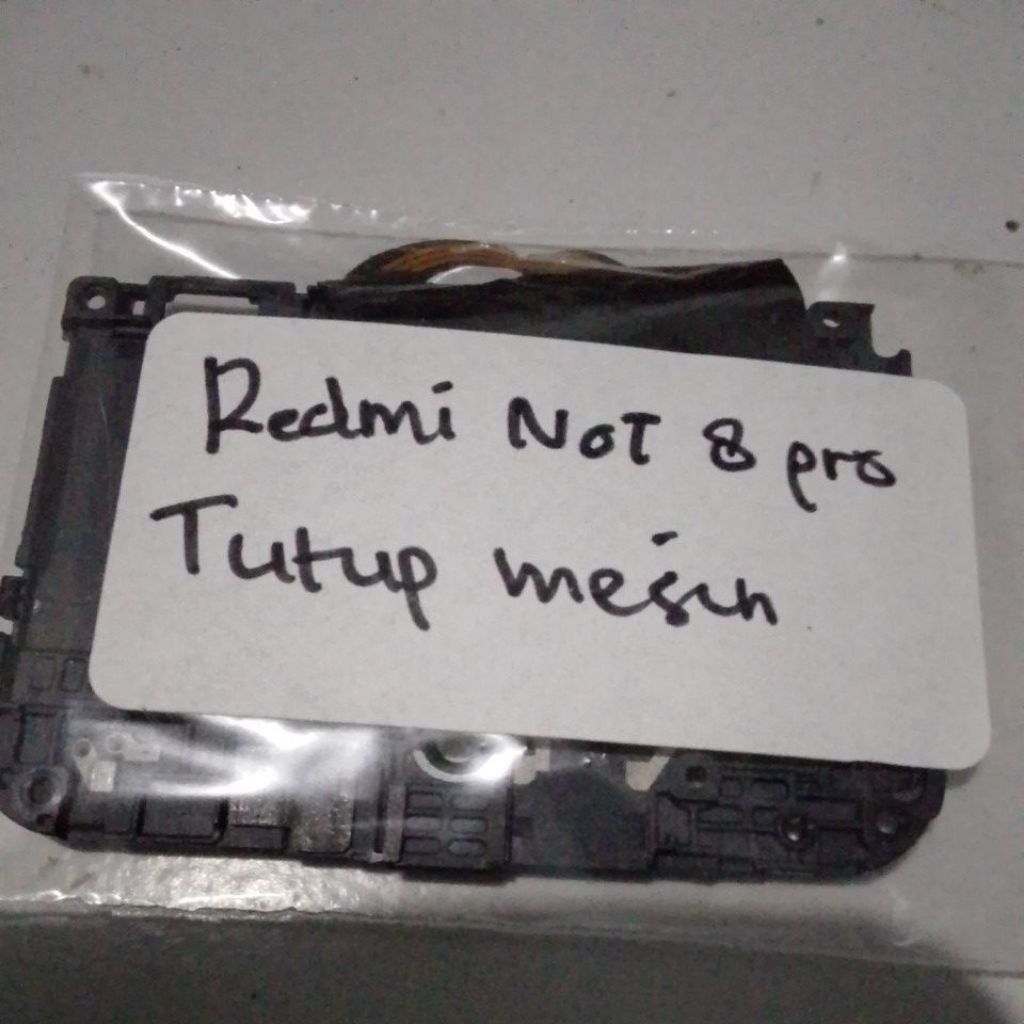 Redmi NoT 8 pro
Tutup mesin